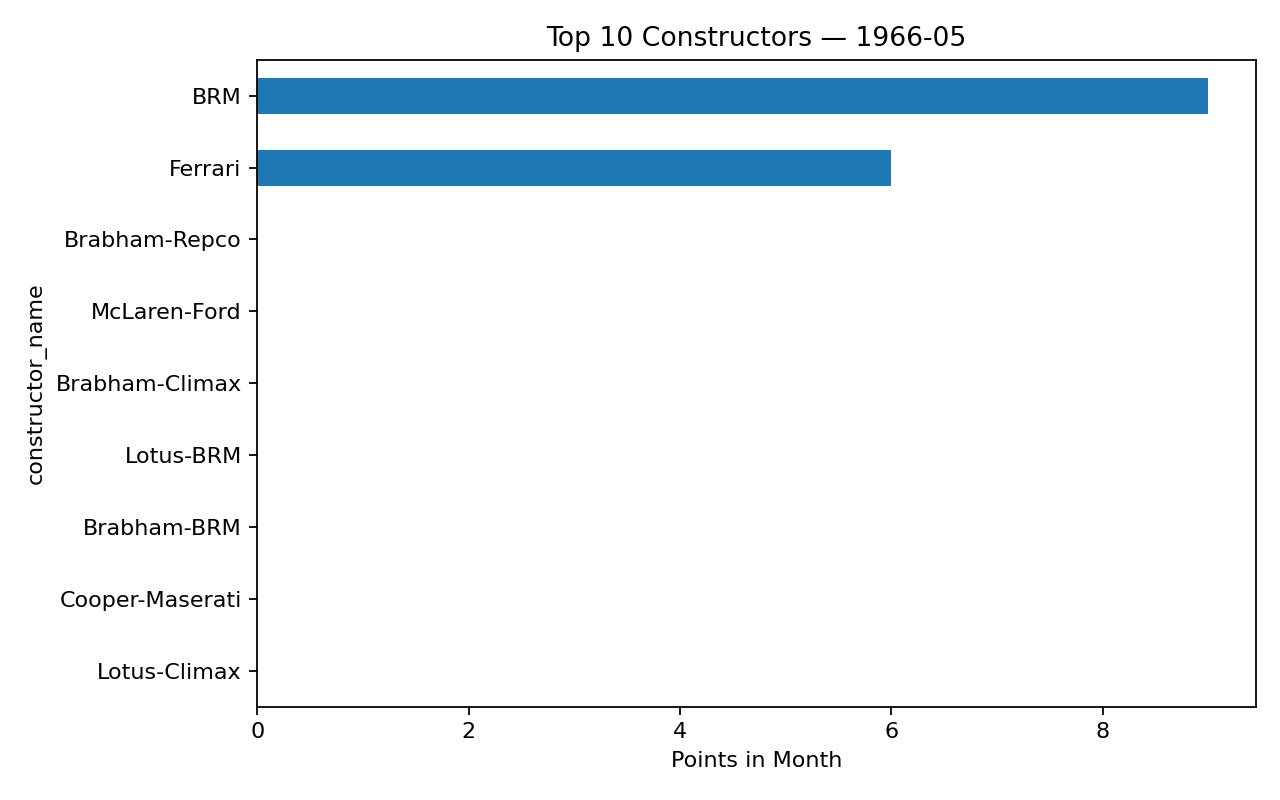 Top 10 Constructors — 1966-05
BRM
Ferrari
Brabham-Repco
McLaren-Ford
Brabham-Climax
Lotus-BRM
Brabham-BRM
Cooper-Maserati
Lotus-Climax
constructor_name
0 2 4 6 8
Points in Month